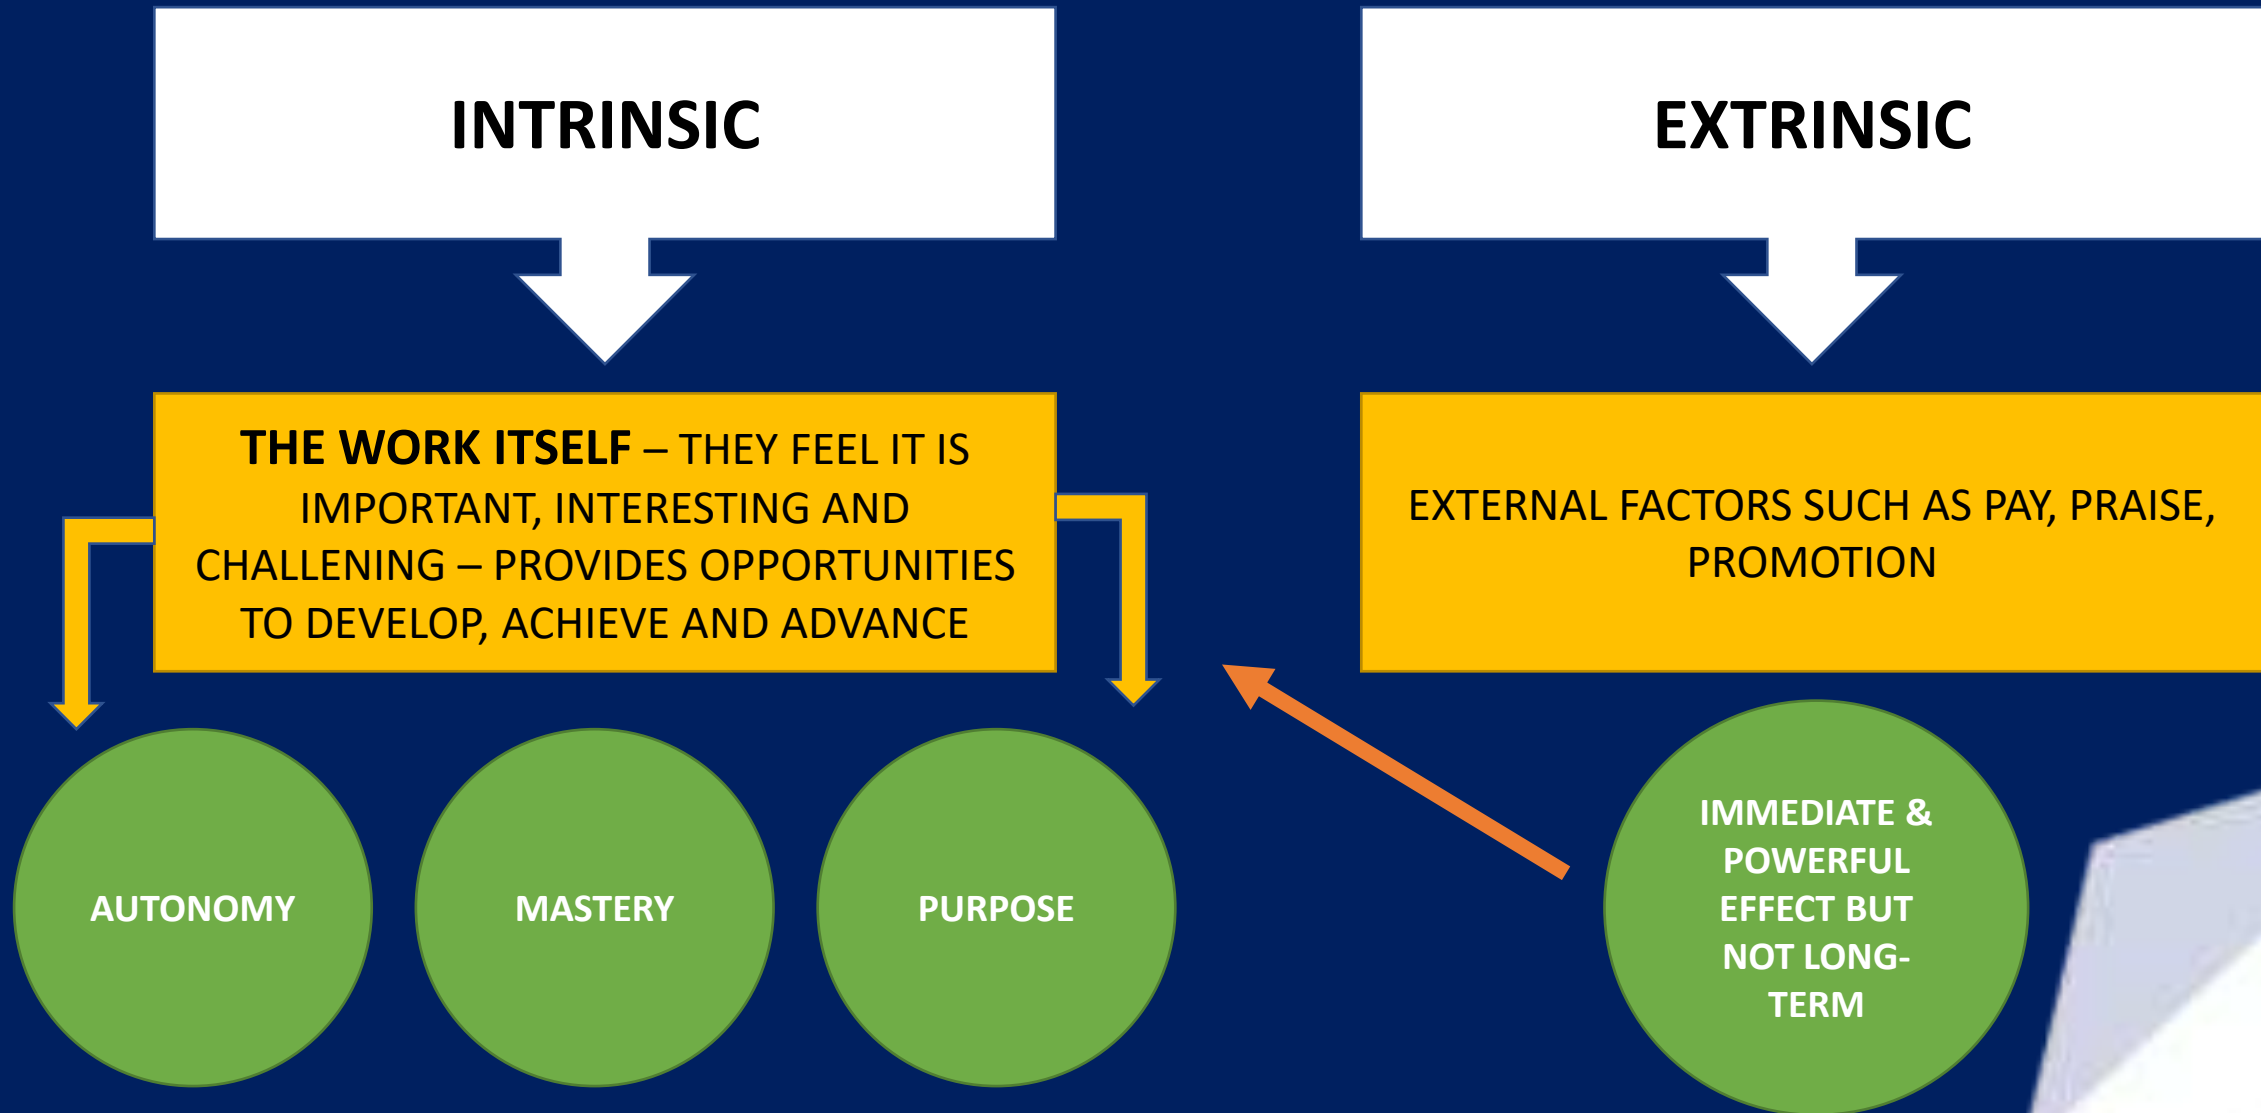 INTRINSIC
EXTRINSIC
THE WORK ITSELF – THEY FEEL IT IS
IMPORTANT, INTERESTING AND
CHALLENING – PROVIDES OPPORTUNITIES
TO DEVELOP, ACHIEVE AND ADVANCE
EXTERNAL FACTORS SUCH AS PAY, PRAISE,
PROMOTION
AUTONOMY
MASTERY
PURPOSE
IMMEDIATE &
POWERFUL
EFFECT BUT
NOT LONG-
TERM